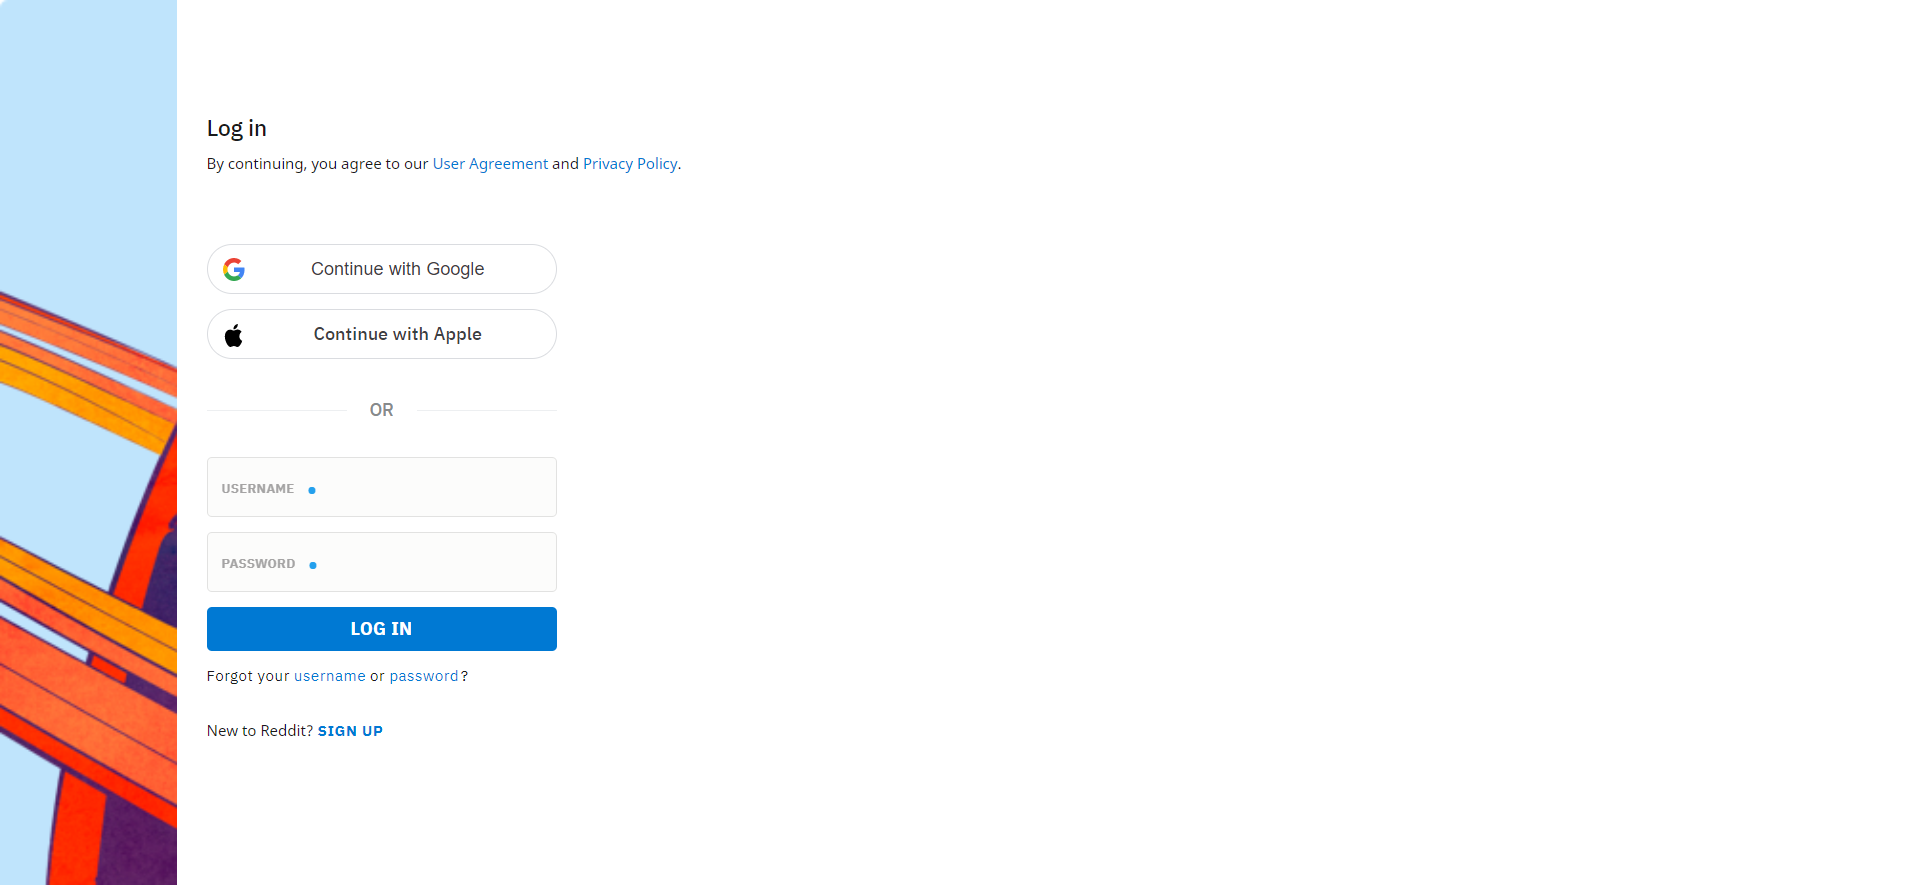 Log in
By continuing, you agree to our User Agreement and Privacy Policy.
Continue with Google
Continue with Apple
OR
USERNAME
PASSWORD
LOG IN
Forgot your username or password?
New to Reddit? SIGN UP